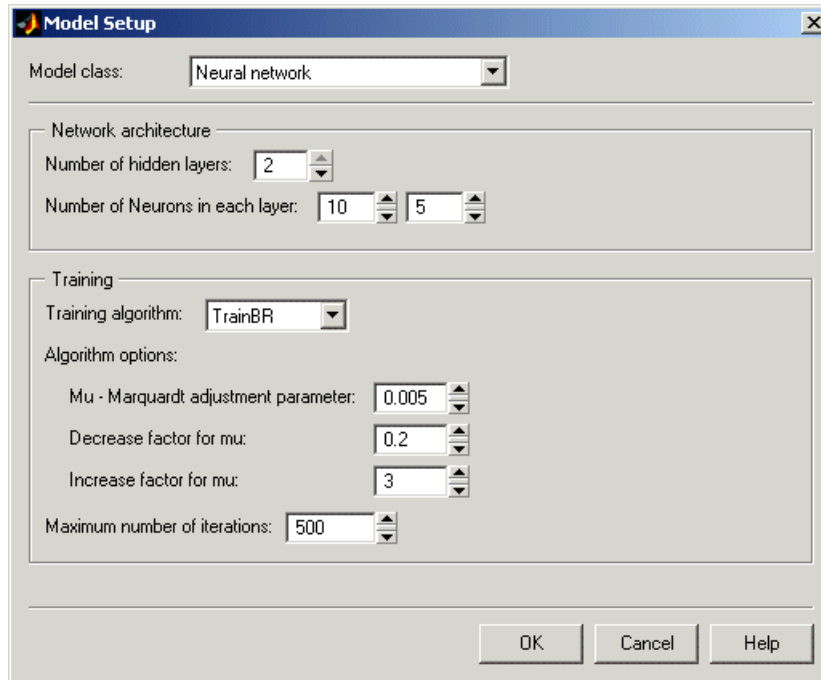 Model Setup
Model class: Neural network
Network architecture
Number of hidden layers: 2
Number of Neurons in each layer: 10 5
Training
Training algorithm: TrainBR
Algorithm options:
Mu - Marquardt adjustment parameter: 0.005
Decrease factor for mu: 0.2
Increase factor for mu: 3
Maximum number of iterations: 500
OK Cancel Help